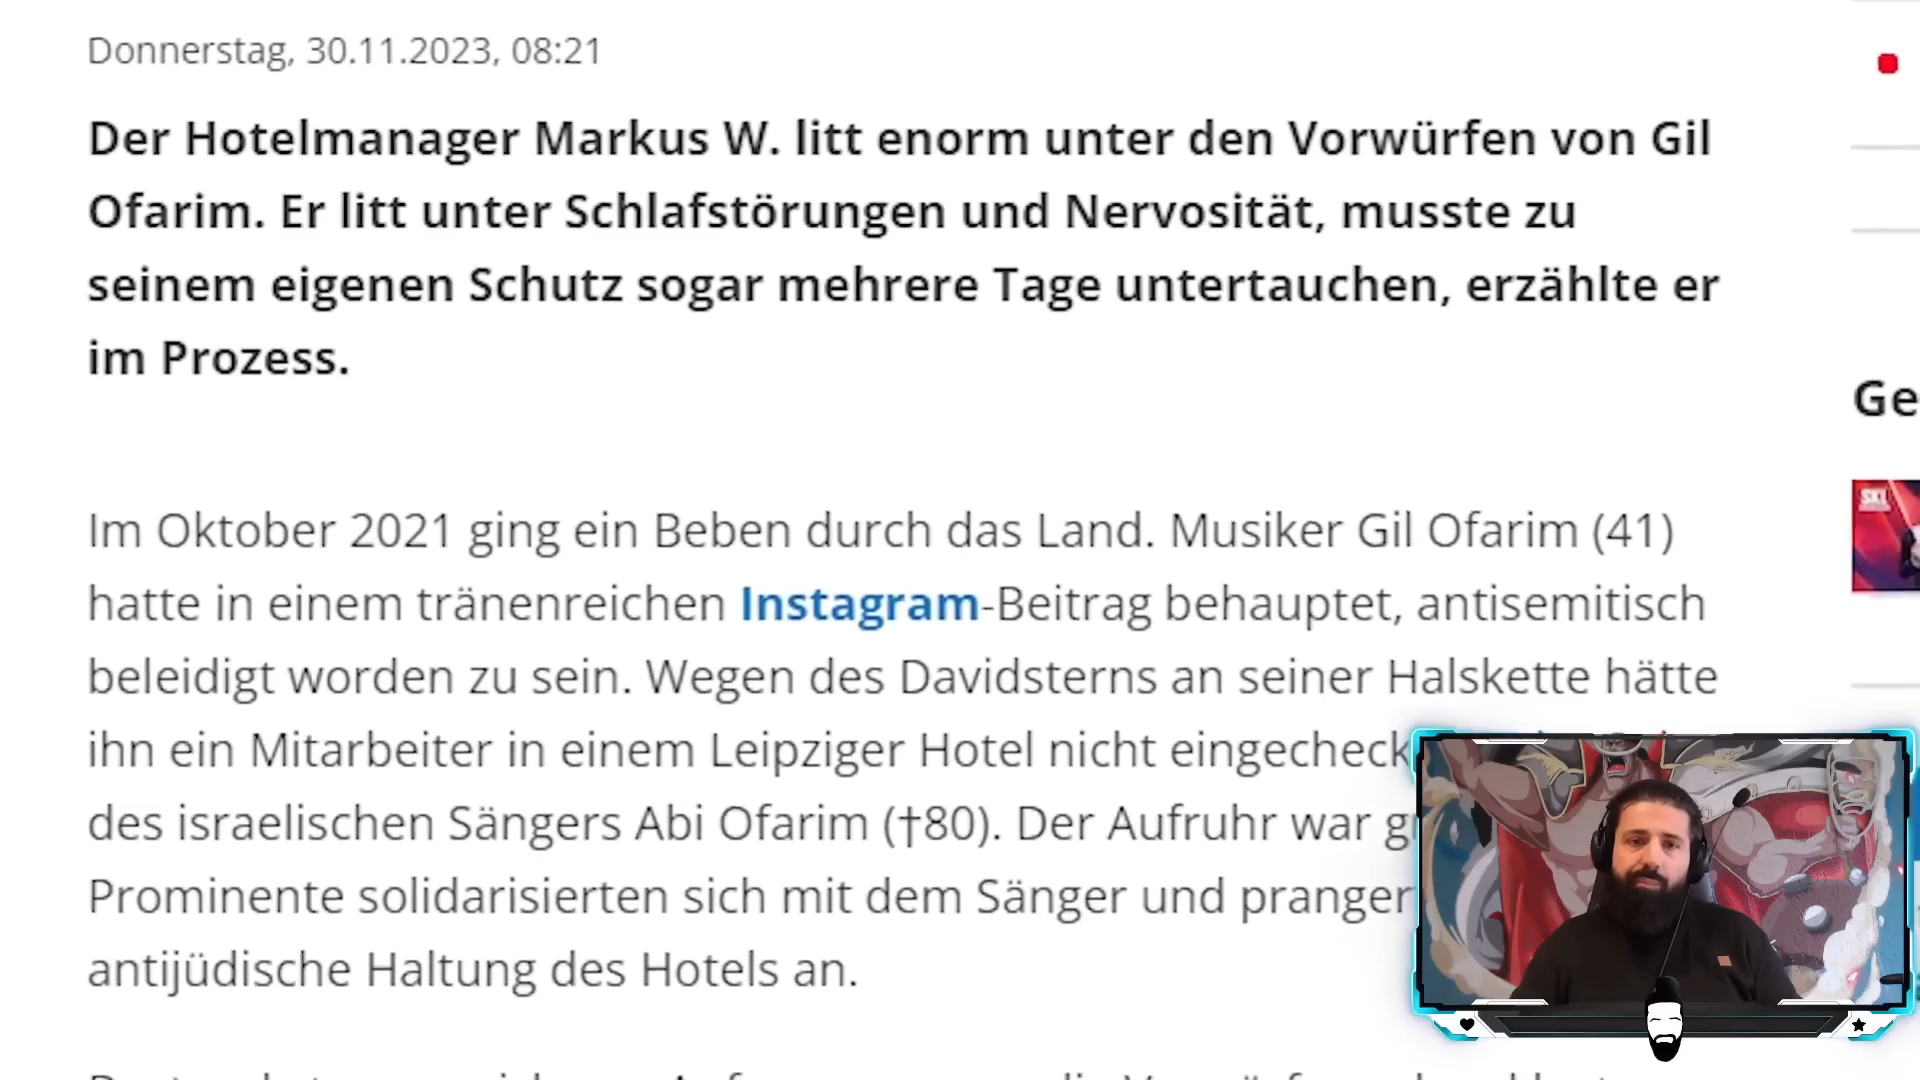 Donnerstag, 30.11.2023, 08:21
Der Hotelmanager Markus W. litt enorm unter den Vorwürfen von Gil
Ofarim. Er litt unter Schlafstörungen und Nervosität, musste zu
seinem eigenen Schutz sogar mehrere Tage untertauchen, erzählte er
im Prozess.
Ge
SKL
Im Oktober 2021 ging ein Beben durch das Land. Musiker Gil Ofarim (41)
hatte in einem tränenreichen Instagram-Beitrag behauptet, antisemitisch
beleidigt worden zu sein. Wegen des Davidsterns an seiner Halskette hätte
ihn ein Mitarbeiter in einem Leipziger Hotel nicht eingecheck
des israelischen Sängers Abi Ofarim (†80). Der Aufruhr war g
Prominente solidarisierten sich mit dem Sänger und pranger
antijüdische Haltung des Hotels an.